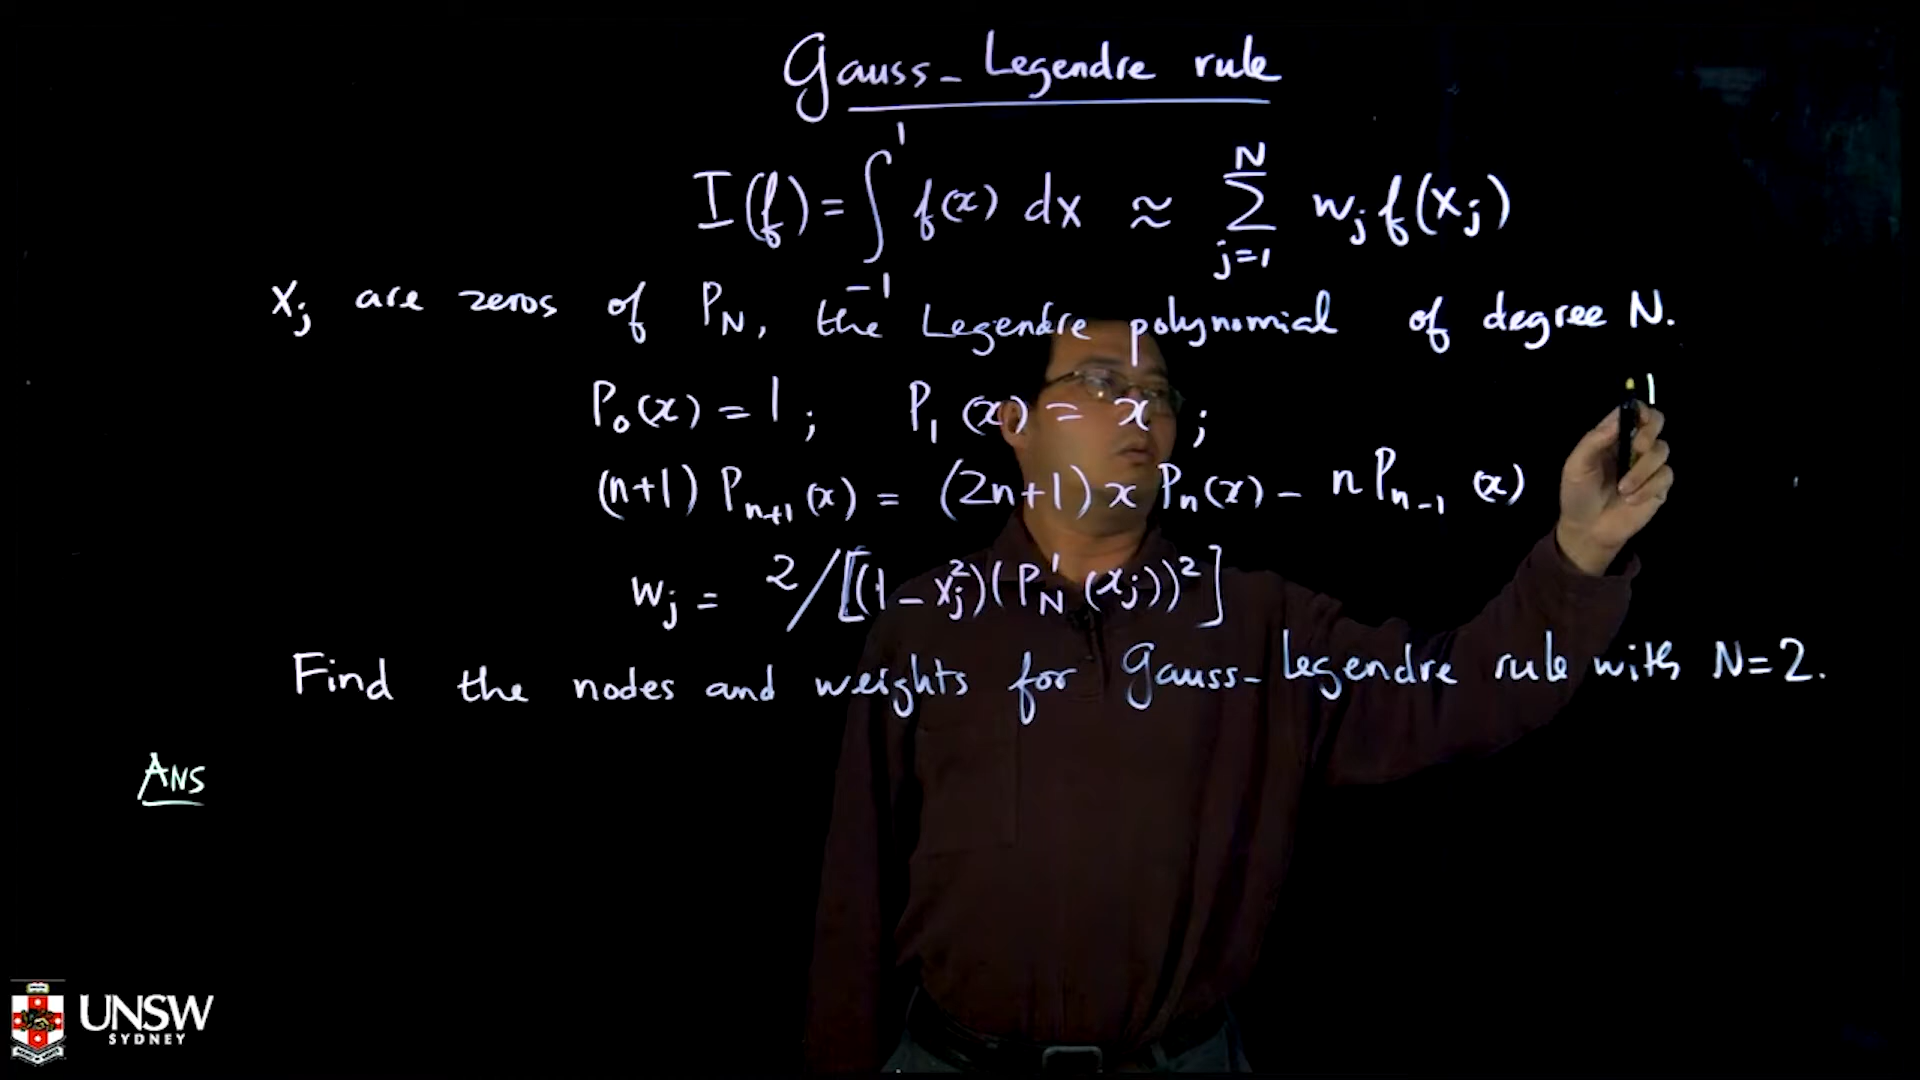 Gauss-Legendre rule
I(f) = ∫_{-1}^{1} f(x) dx ≈ Σ_{j=1}^{N} w_j f(x_j)
x_j are zeros of P_N, the Legendre polynomial of degree N.
P_0(x) = 1; P_1(x) = x;
(n+1) P_{n+1}(x) = (2n+1) x P_n(x) - n P_{n-1}(x)
w_j = 2/[(1-x_j^2)(P_N'(x_j))^2]
Find the nodes and weights for Gauss-Legendre rule with N=2.
Ans
UNSW
SYDNEY